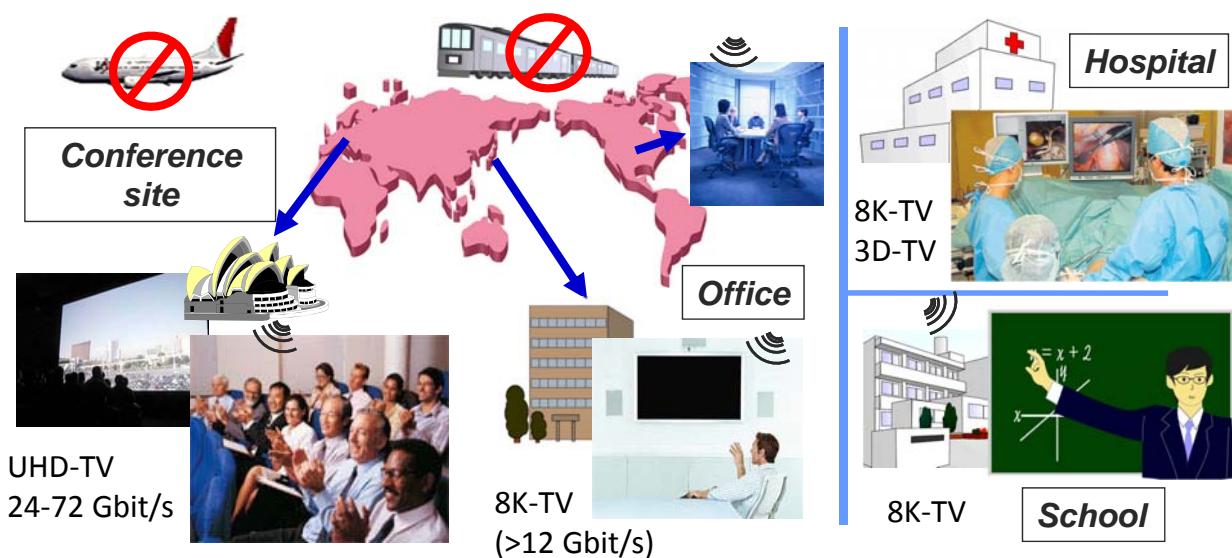 Conference
site
UHD-TV
24-72 Gbit/s
Office
8K-TV
(>12 Gbit/s)
Hospital
8K-TV
3D-TV
= x + 2
y
x
8K-TV
School